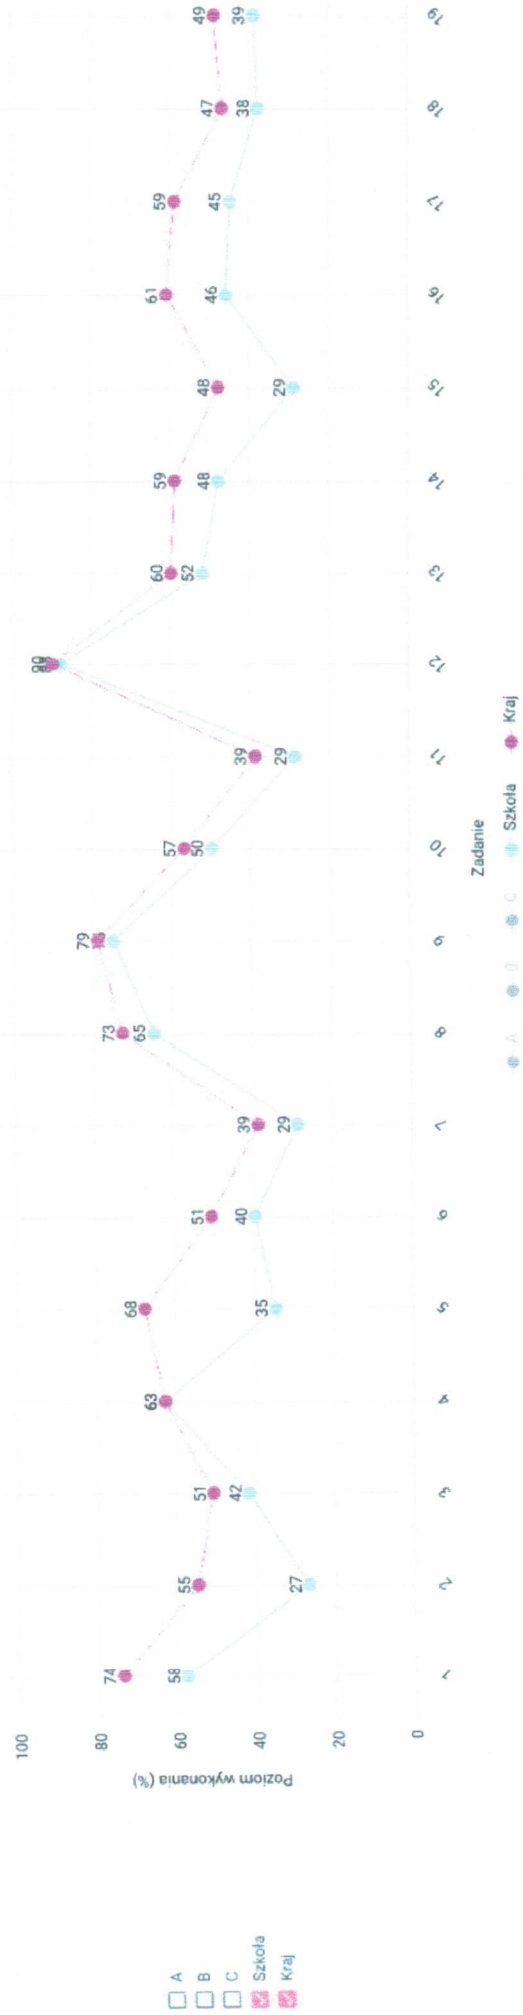 A
B
C
Szkoła
Kraj
Poziom wykonania (%)
100
80
60
40
20
0
74 55 51 63 68 51 39 73 79 57 39 90 60 59 48 61 59 47 49
58 27 42 35 40 29 65 50 29 52 48 29 46 45 38 39
1 2 3 4 5 6 7 8 9 10 11 12 13 14 15 16 17 18 19
Zadanie
A C Szkoła Kraj